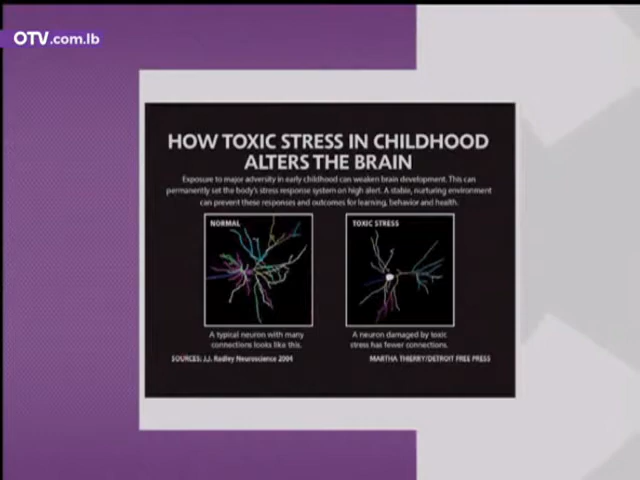 OTV.com.lb
HOW TOXIC STRESS IN CHILDHOOD
ALTERS THE BRAIN
Exposure to major adversity in early childhood can weaken brain development. This can
permanently set the body's stress response system on high alert. A stable, nurturing environment
can prevent these responses and outcomes for learning, behavior and health.
NORMAL
TOXIC STRESS
A typical neuron with many
connections looks like this.
A neuron damaged by toxic
stress has fewer connections.
SOURCES: J.J. Radley Neuroscience 2004
MARTHA THIERRY/DETROIT FREE PRESS